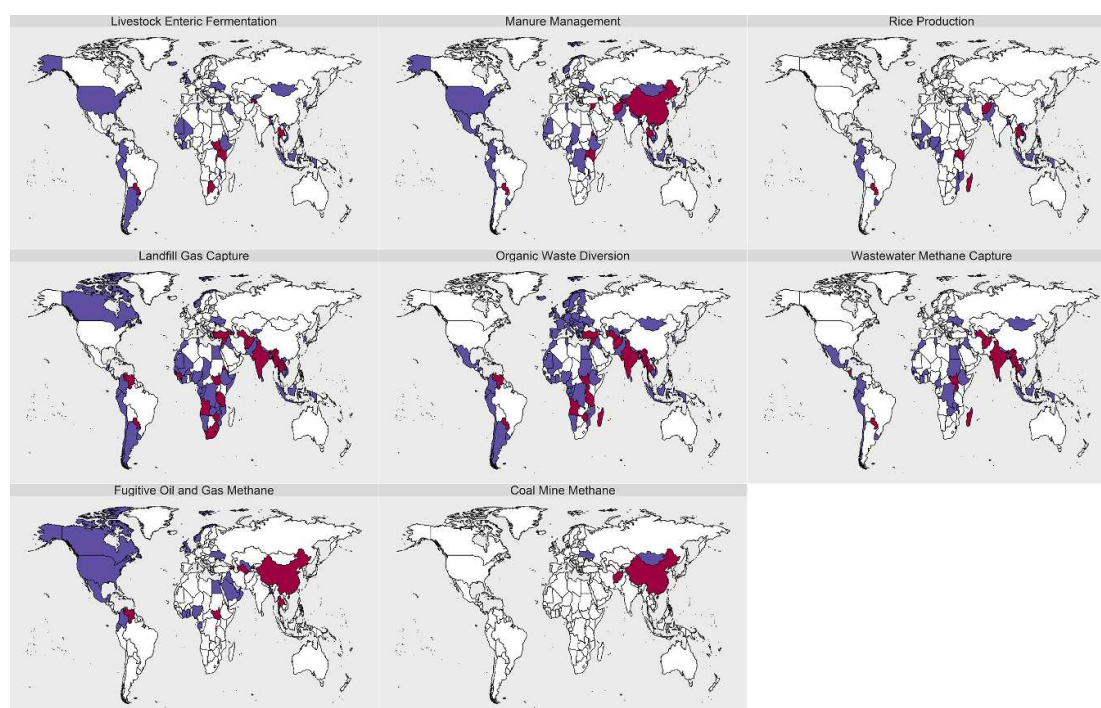 Livestock Enteric Fermentation
Manure Management
Rice Production
Landfill Gas Capture
Organic Waste Diversion
Wastewater Methane Capture
Fugitive Oil and Gas Methane
Coal Mine Methane